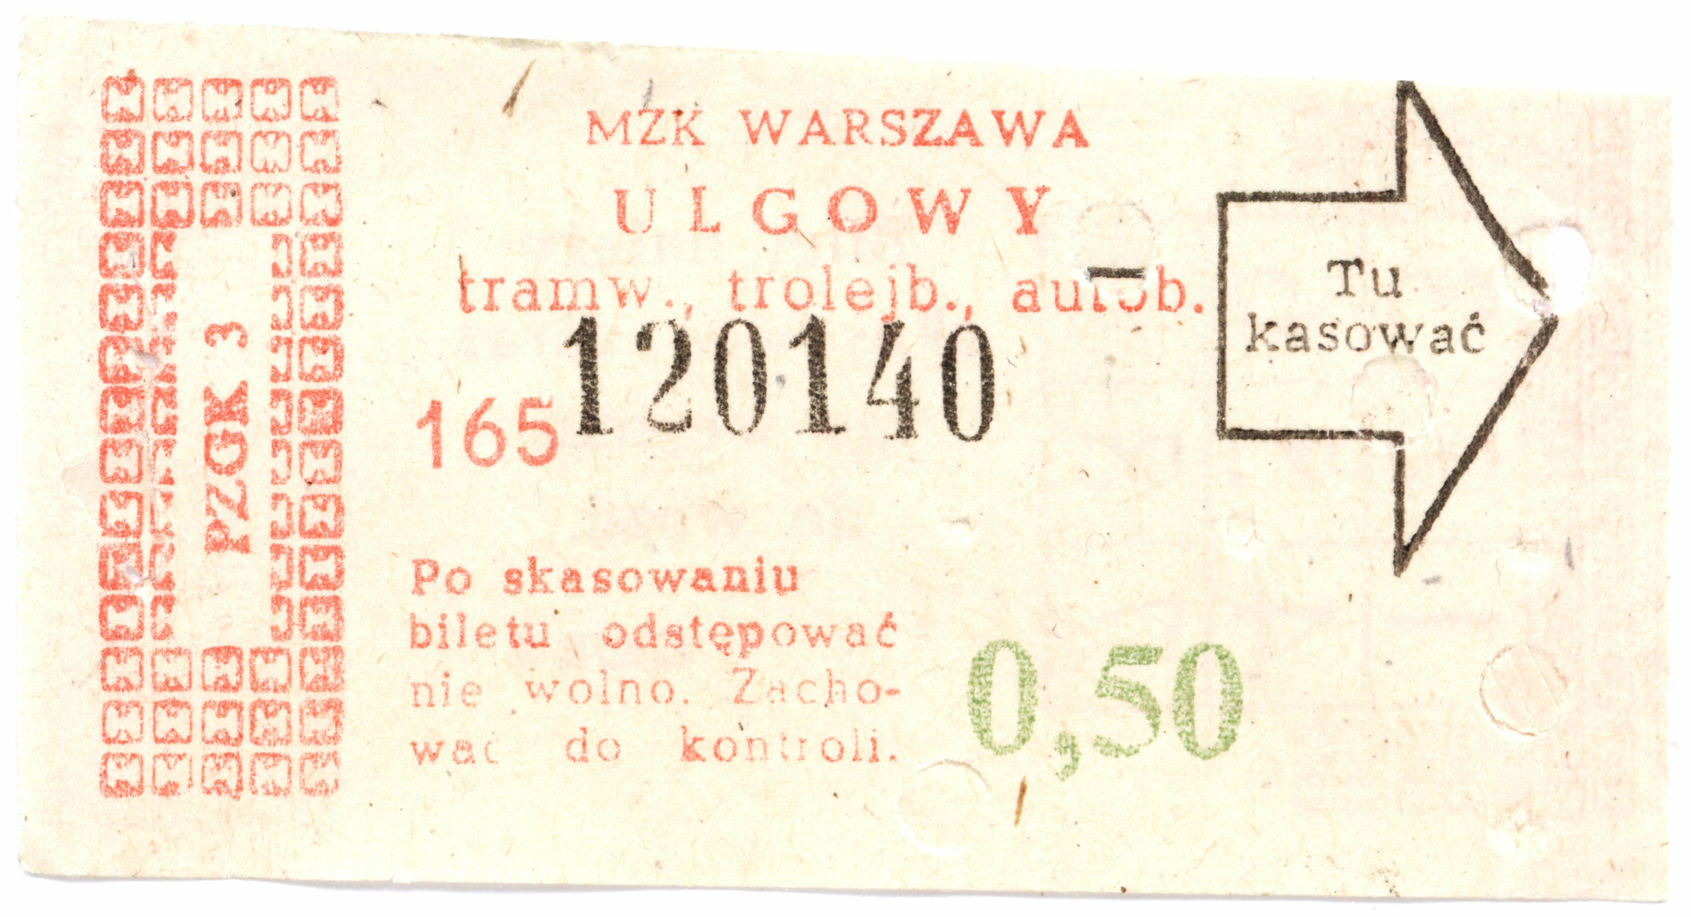 MZK WARSZAWA
ULGOWY
tramw., trolejb., autob.
165 120140
PZGK 3
Po skasowaniu
biletu odstępować
nie wolno. Zacho-
wać do kontroli.
0,50
Tu
kasować